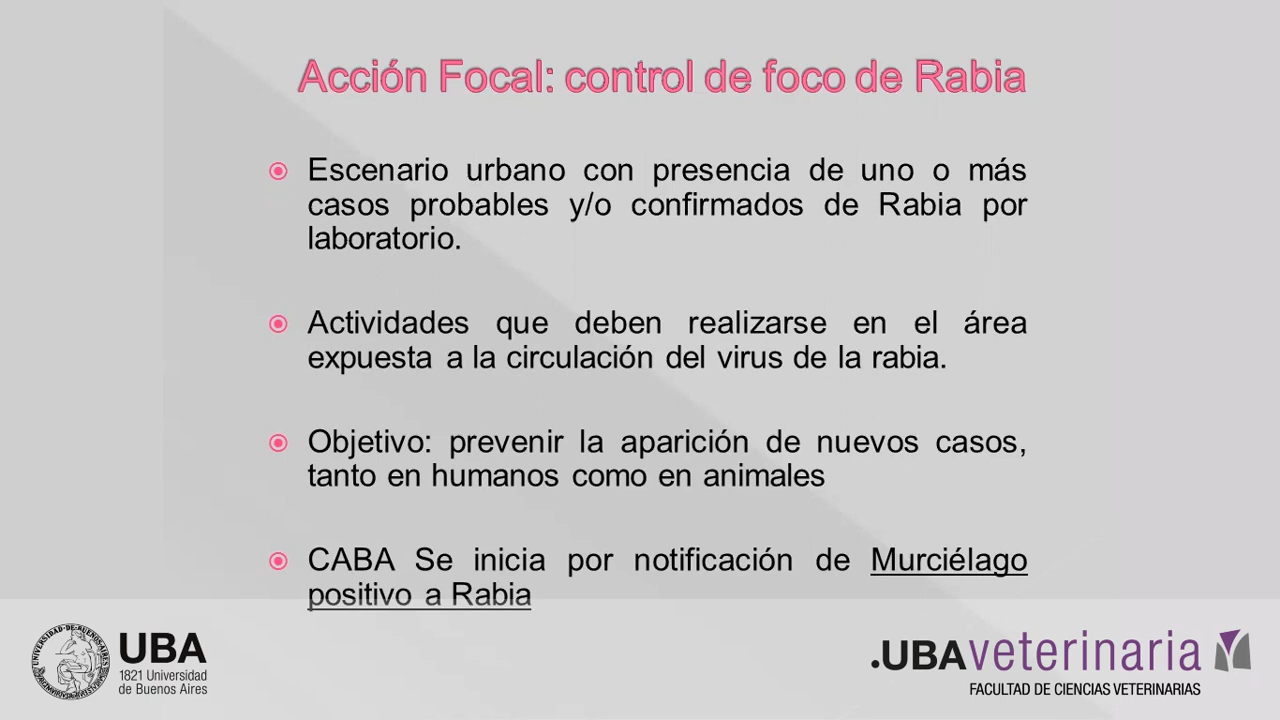 Acción Focal: control de foco de Rabia
Escenario urbano con presencia de uno o más
casos probables y/o confirmados de Rabia por
laboratorio.
Actividades que deben realizarse en el área
expuesta a la circulación del virus de la rabia.
Objetivo: prevenir la aparición de nuevos casos,
tanto en humanos como en animales
CABA Se inicia por notificación de Murciélago
positivo a Rabia
UBA
1821 Universidad
de Buenos Aires
.UBAveterinaria
FACULTAD DE CIENCIAS VETERINARIAS